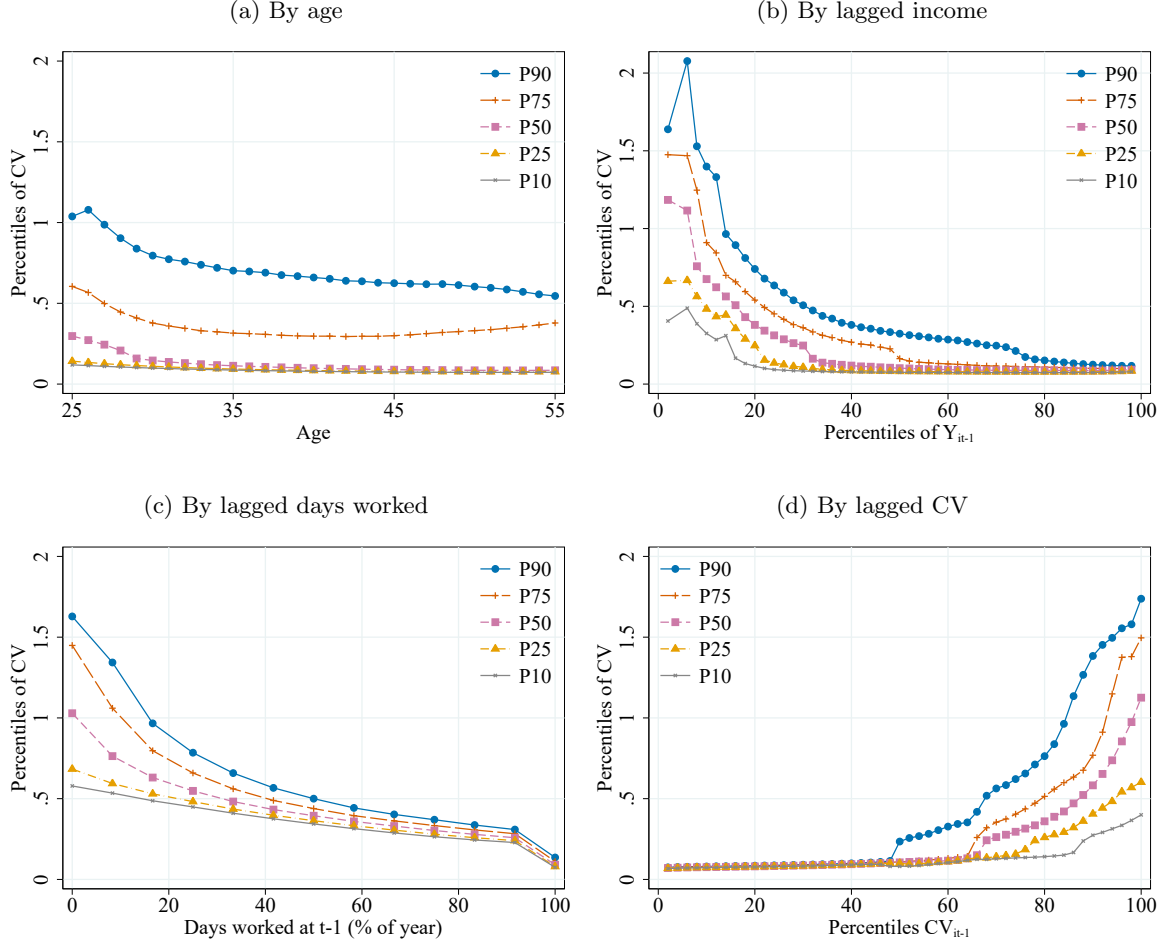 (a) By age
Percentiles of CV
2
1.5
1
.5
0
P90
P75
P50
P25
P10
25
35
45
55
Age
(b) By lagged income
Percentiles of CV
2
1.5
1
.5
0
P90
P75
P50
P25
P10
0
20
40
60
80
100
Percentiles of Y_{it-1}
(c) By lagged days worked
Percentiles of CV
2
1.5
1
.5
0
P90
P75
P50
P25
P10
0
20
40
60
80
100
Days worked at t-1 (% of year)
(d) By lagged CV
Percentiles of CV
2
1.5
1
.5
0
P90
P75
P50
P25
P10
0
20
40
60
80
100
Percentiles CV_{it-1}